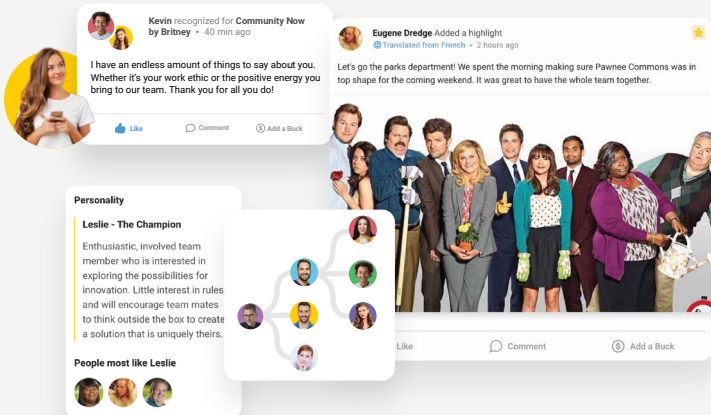 Kevin recognized for Community Now
by Britney • 40 min ago
I have an endless amount of things to say about you.
Whether it's your work ethic or the positive energy you
bring to our team. Thank you for all you do!
Like
Comment
Add a Buck
Eugene Dredge Added a highlight
Translated from French • 2 hours ago
Let's go the parks department! We spent the morning making sure Pawnee Commons was in
top shape for the coming weekend. It was great to have the whole team together.
Like
Comment
Add a Buck
Personality
Leslie - The Champion
Enthusiastic, involved team
member who is interested in
exploring the possibilities for
innovation. Little interest in rules
and will encourage team mates
to think outside the box to create
a solution that is uniquely theirs.
People most like Leslie